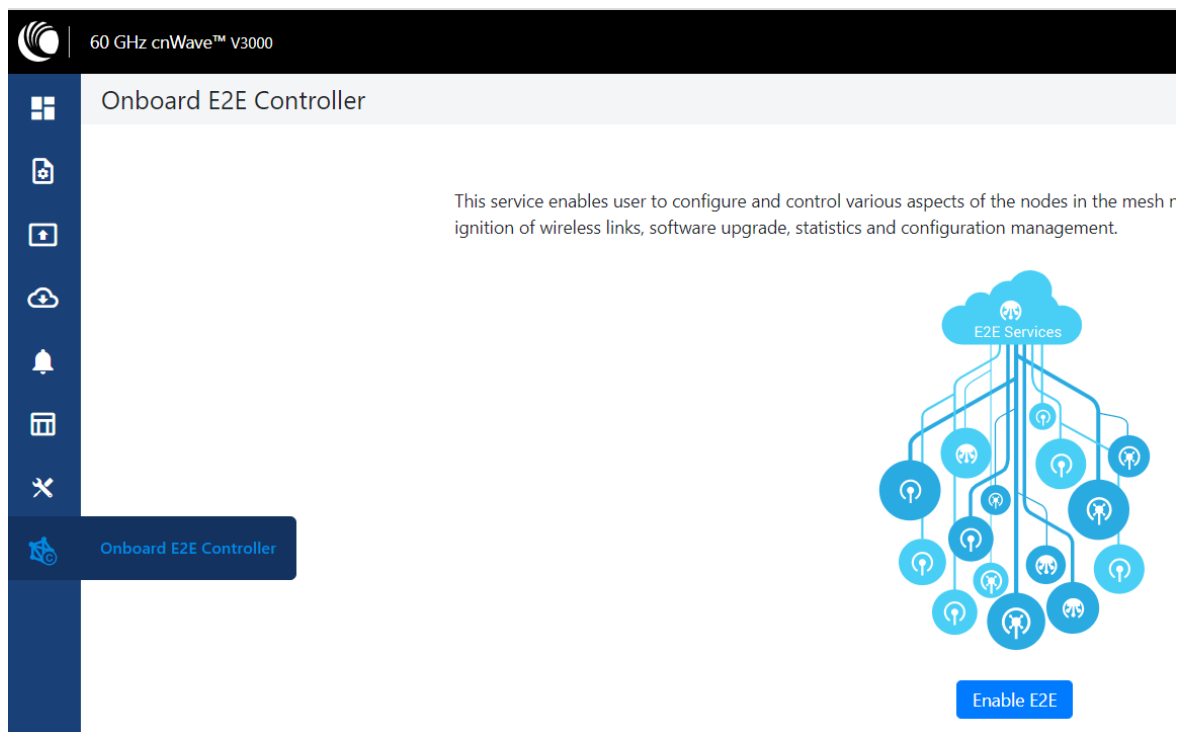 60 GHz cnWave™ V3000
Onboard E2E Controller
This service enables user to configure and control various aspects of the nodes in the mesh
ignition of wireless links, software upgrade, statistics and configuration management.
E2E Services
Onboard E2E Controller
Enable E2E